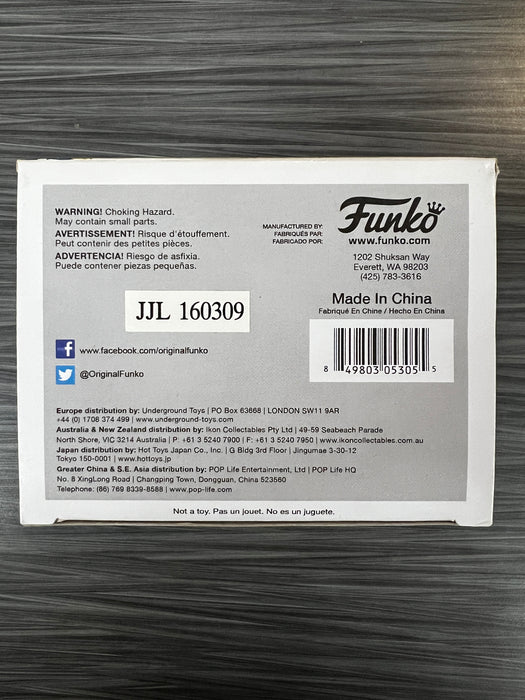 WARNING! Choking Hazard.
May contain small parts.
AVERTISSEMENT! Risque d'étouffement.
Peut contenir des petites pièces.
ADVERTENCIA! Riesgo de asfixia.
Puede contener piezas pequeñas.
MANUFACTURED BY:
FABRIQUÉS PAR:
FABRICADO POR:
Funko
www.funko.com
1202 Shuksan Way
Everett, WA 98203
(425) 783-3616
JJL 160309
Made In China
Fabriqué En Chine / Hecho En China
8 49803 05305 5
f www.facebook.com/originalfunko
@OriginalFunko
Europe distribution by: Underground Toys | PO Box 63668 | LONDON SW11 9AR
+44 (0) 1708 374 499 | www.underground-toys.com
Australia & New Zealand distribution by: Ikon Collectables Pty Ltd | 49-59 Seabeach Parade
North Shore, VIC 3214 Australia | P: +61 3 5240 7900 | F: +61 3 5240 7950 | www.ikoncollectables.com.au
Japan distribution by: Hot Toys Japan Co., Inc. | G Bldg 3rd Floor | Jingumae 3-30-12
Tokyo 150-0001 | www.hottoys.jp
Greater China & S.E. Asia distribution by: POP Life Entertainment, Ltd | POP Life HQ
No. 8 XingLong Road | Changping Town, Dongguan, China 523560
Telephone: (86) 769 8339-8588 | www.pop-life.com
Not a toy. Pas un jouet. No es un juguete.